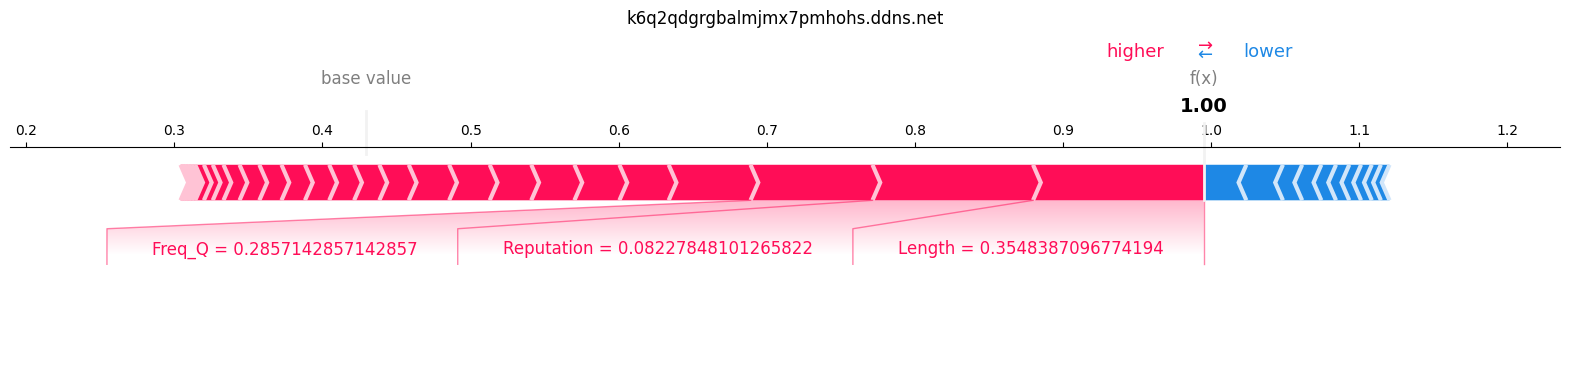 k6q2qdgrgbalmjmx7pmhohs.ddns.net
higher ⇄ lower
base value f(x)
1.00
0.2 0.3 0.4 0.5 0.6 0.7 0.8 0.9 1.0 1.1 1.2
Freq_Q = 0.2857142857142857 Reputation = 0.08227848101265822 Length = 0.3548387096774194